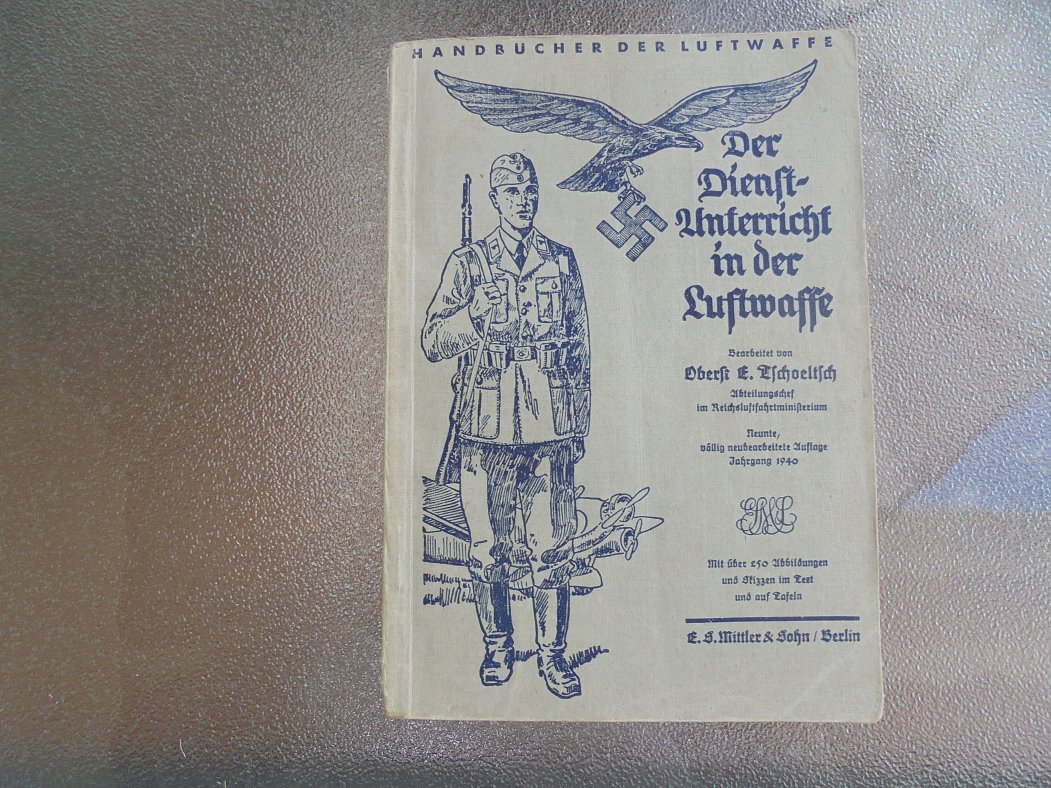 HANDBÜCHER DER LUFTWAFFE
Der
Dienst-
Unterricht
in der
Luftwaffe
Bearbeitet von
Oberst E. Tschoeltsch
Abteilungschef
im Reichsluftfahrtministerium
Neunte,
völlig neubearbeitete Auflage
Jahrgang 1940
Mit über 250 Abbildungen
und Skizzen im Text
und auf Tafeln
E. S. Mittler & Sohn / Berlin